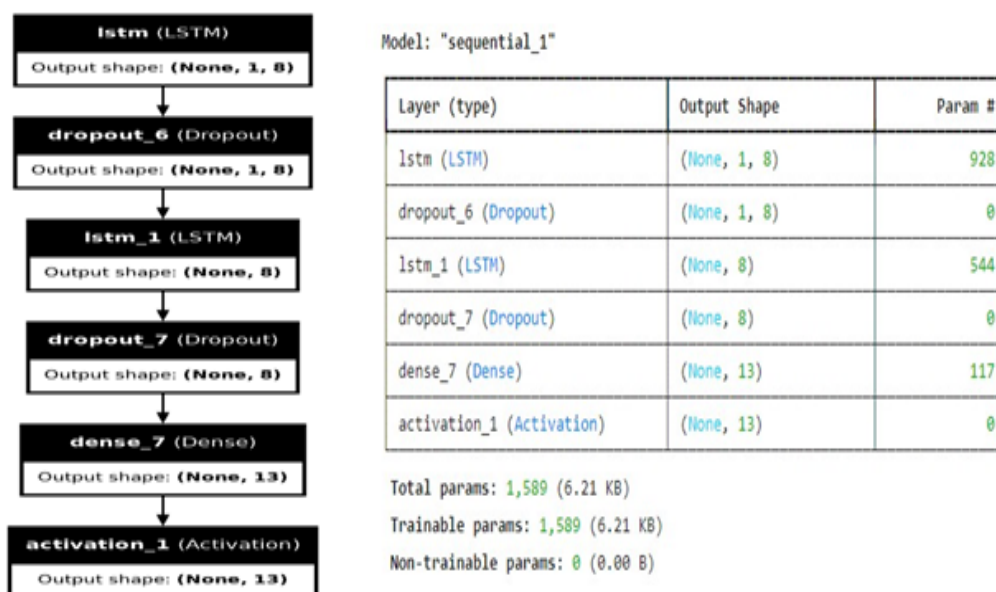 lstm (LSTM)
Output shape: (None, 1, 8)
dropout_6 (Dropout)
Output shape: (None, 1, 8)
lstm_1 (LSTM)
Output shape: (None, 8)
dropout_7 (Dropout)
Output shape: (None, 8)
dense_7 (Dense)
Output shape: (None, 13)
activation_1 (Activation)
Output shape: (None, 13)
Model: "sequential_1"
Layer (type) Output Shape Param #
lstm (LSTM) (None, 1, 8) 928
dropout_6 (Dropout) (None, 1, 8) 0
lstm_1 (LSTM) (None, 8) 544
dropout_7 (Dropout) (None, 8) 0
dense_7 (Dense) (None, 13) 117
activation_1 (Activation) (None, 13) 0
Total params: 1,589 (6.21 KB)
Trainable params: 1,589 (6.21 KB)
Non-trainable params: 0 (0.00 B)